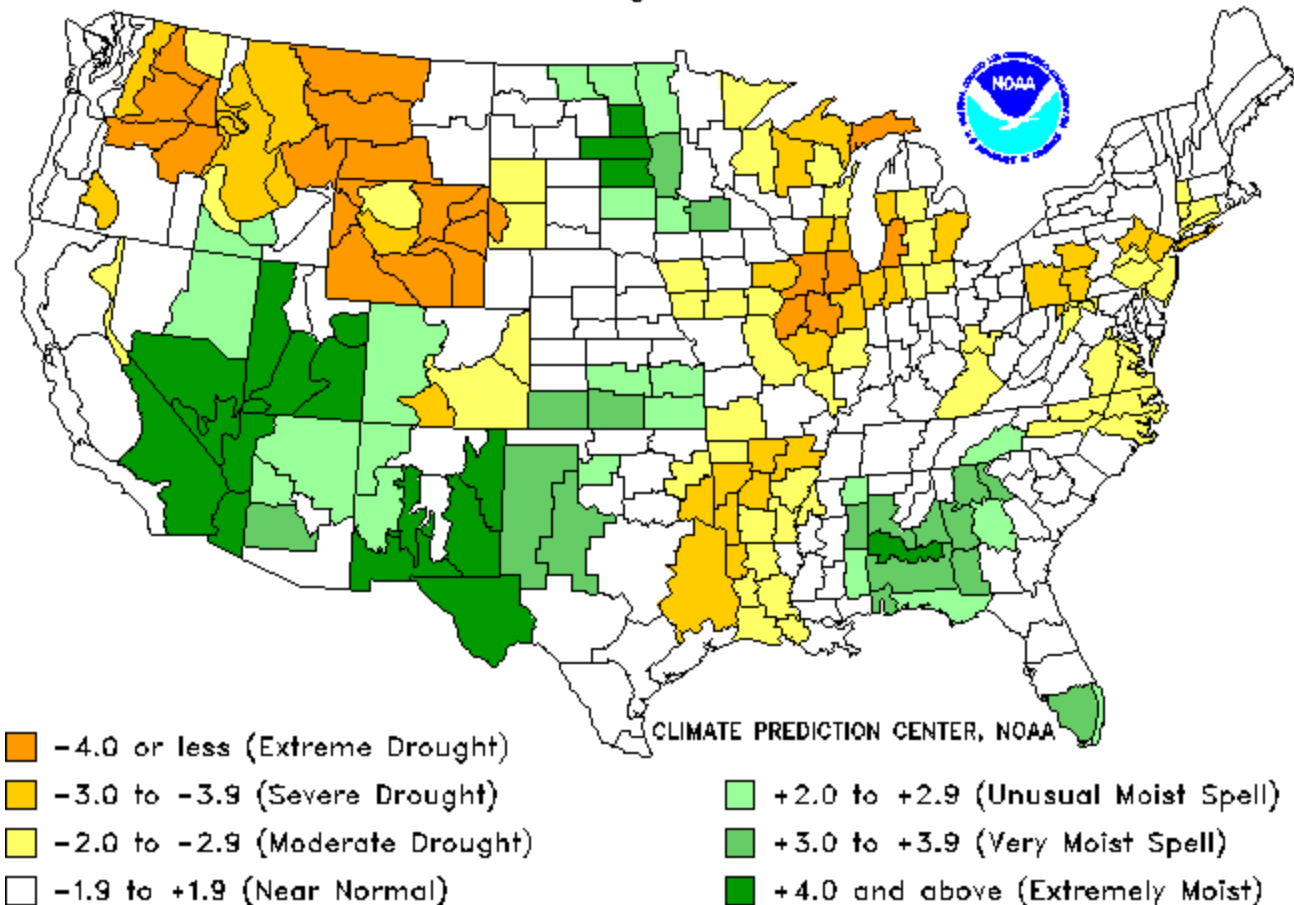 NOAA
CLIMATE PREDICTION CENTER, NOAA
-4.0 or less (Extreme Drought)
-3.0 to -3.9 (Severe Drought)
-2.0 to -2.9 (Moderate Drought)
-1.9 to +1.9 (Near Normal)
+2.0 to +2.9 (Unusual Moist Spell)
+3.0 to +3.9 (Very Moist Spell)
+4.0 and above (Extremely Moist)